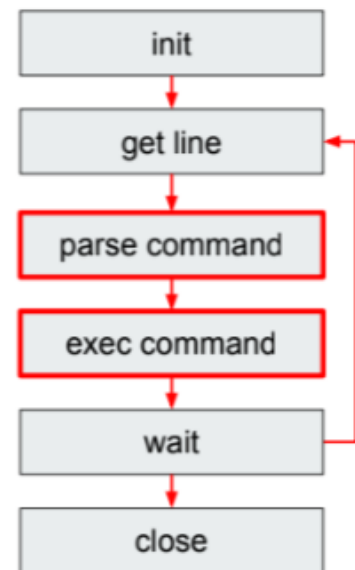 init
get line
parse command
exec command
wait
close